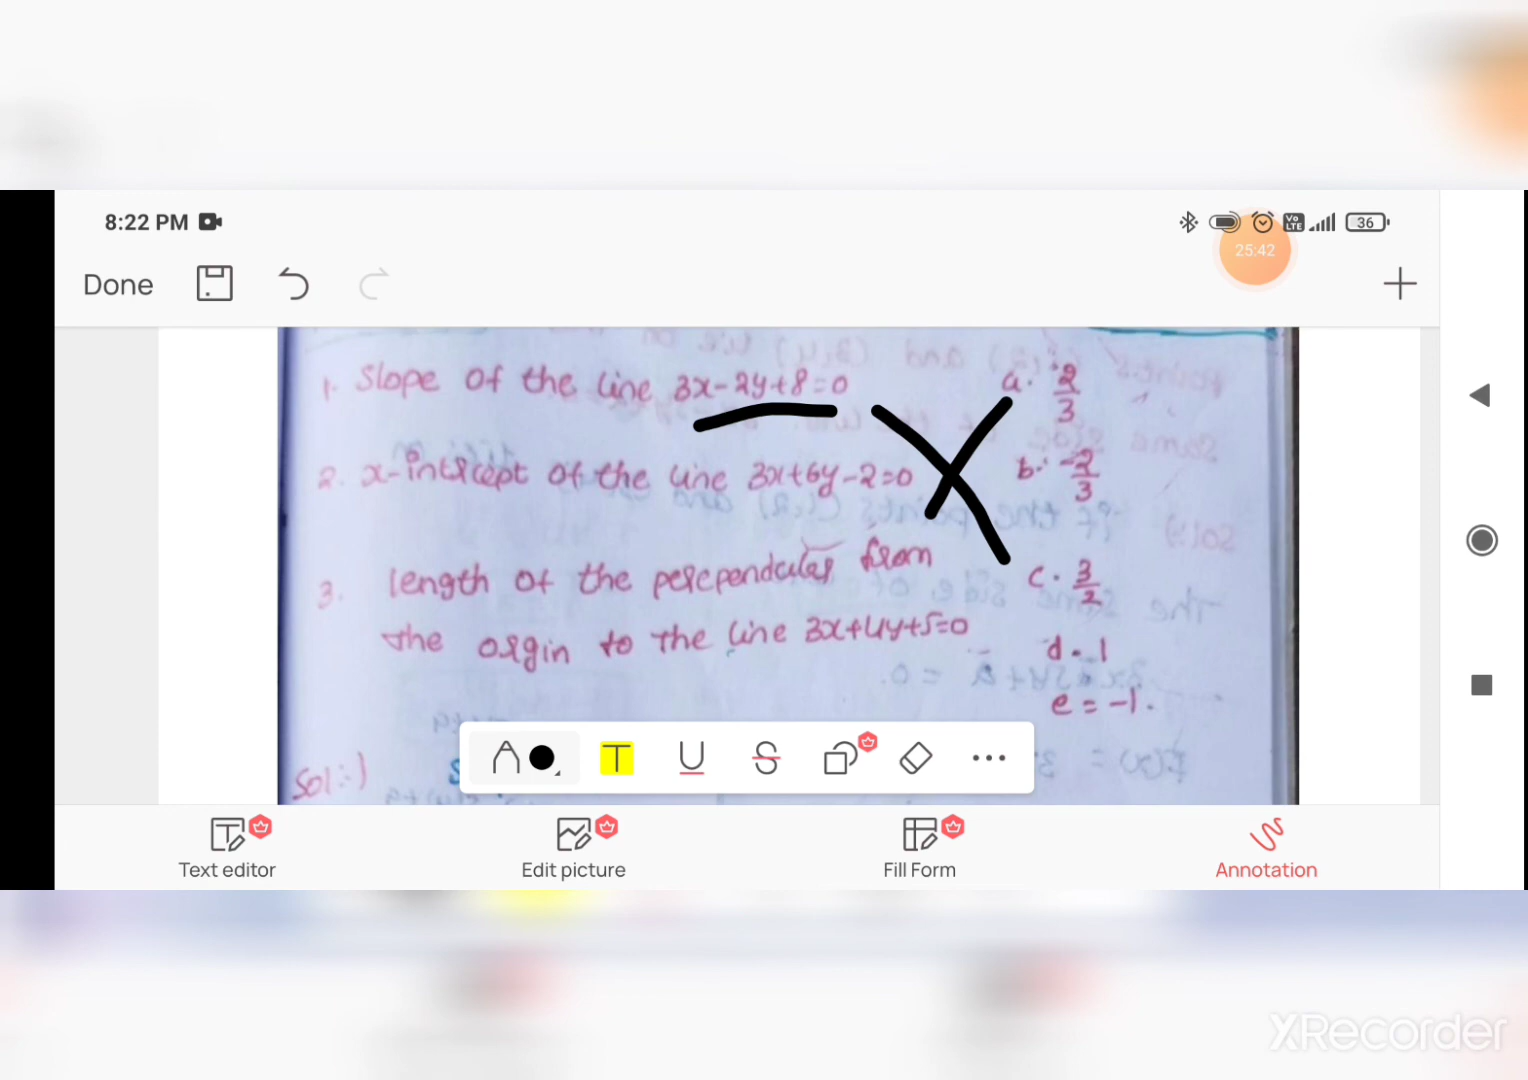 8:22 PM
36
25:42
Done
1. Slope of the line 3x-2y+8=0
a. 2/3
2. x-intercept of the line 3x+6y-2=0
b. -2/3
3. length of the perependcular from
c. 3/2
the orgin to the line 3x+4y+5=0
d. 1
e = -1.
Sol:-)
Text editor
Edit picture
Fill Form
Annotation
XRecorder